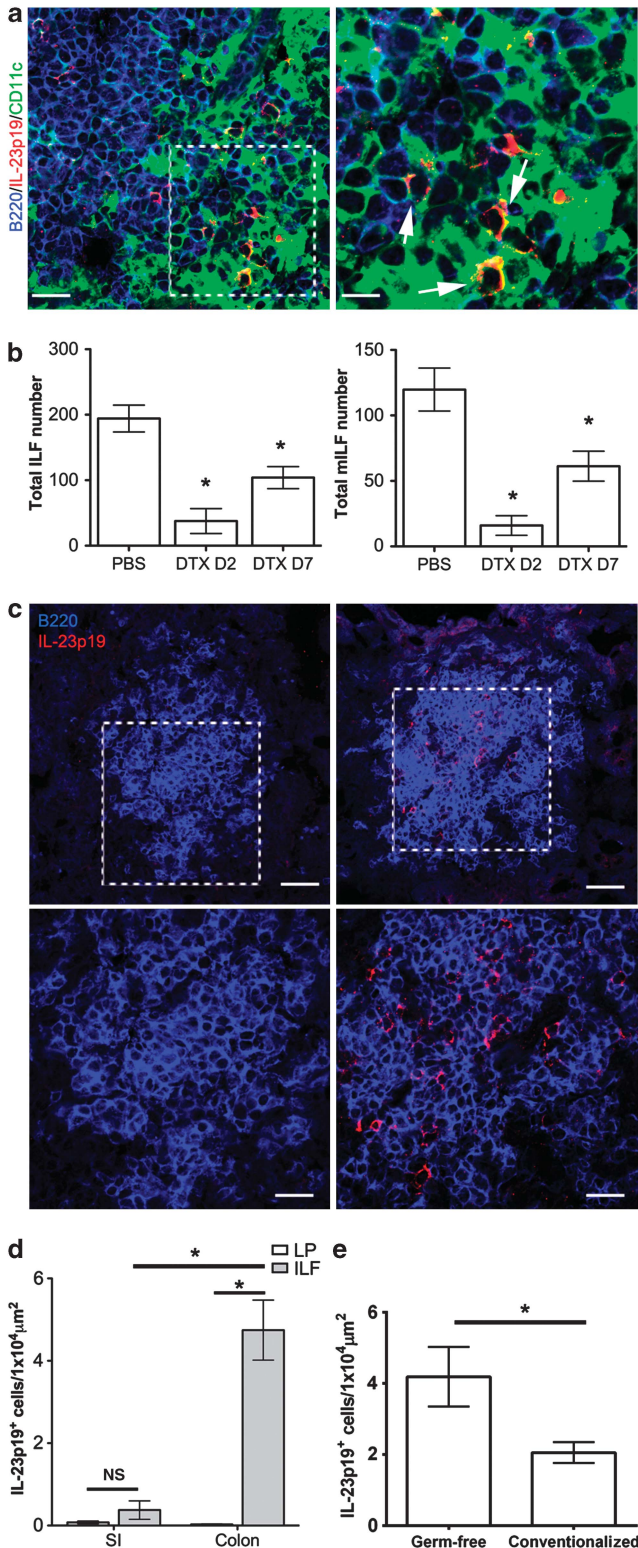 a
B220/IL-23p19/CD11c
b
Total ILF number
300
200
100
0
PBS
DTX D2
DTX D7
*
*
Total mILF number
150
100
50
0
PBS
DTX D2
DTX D7
*
*
c
B220
IL-23p19
d
LP
ILF
IL-23p19+ cells/1x10⁴μm²
6
4
2
0
*
*
NS
SI
Colon
e
IL-23p19+ cells/1x10⁴μm²
6
4
2
0
*
Germ-free
Conventionalized